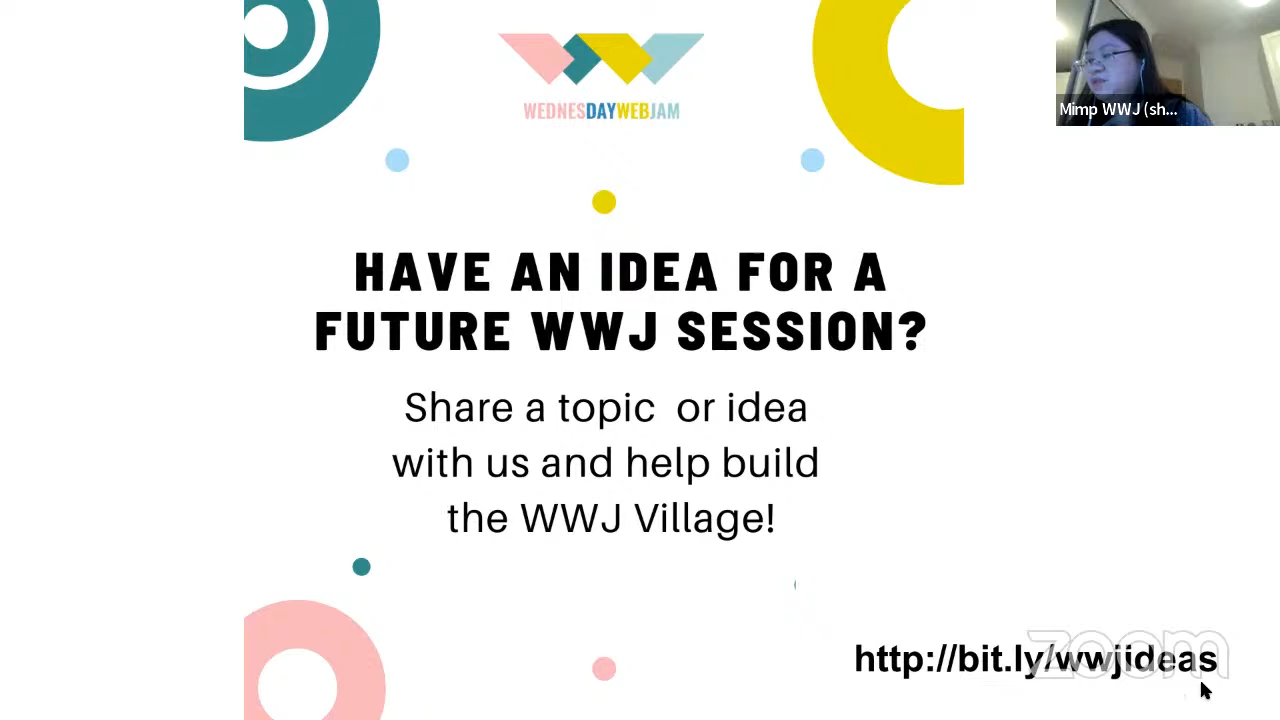 WEDNESDAYWEBJAM
Mimp WWJ (sh...
HAVE AN IDEA FOR A
FUTURE WWJ SESSION?
Share a topic or idea
with us and help build
the WWJ Village!
zoom
http://bit.ly/wwjideas